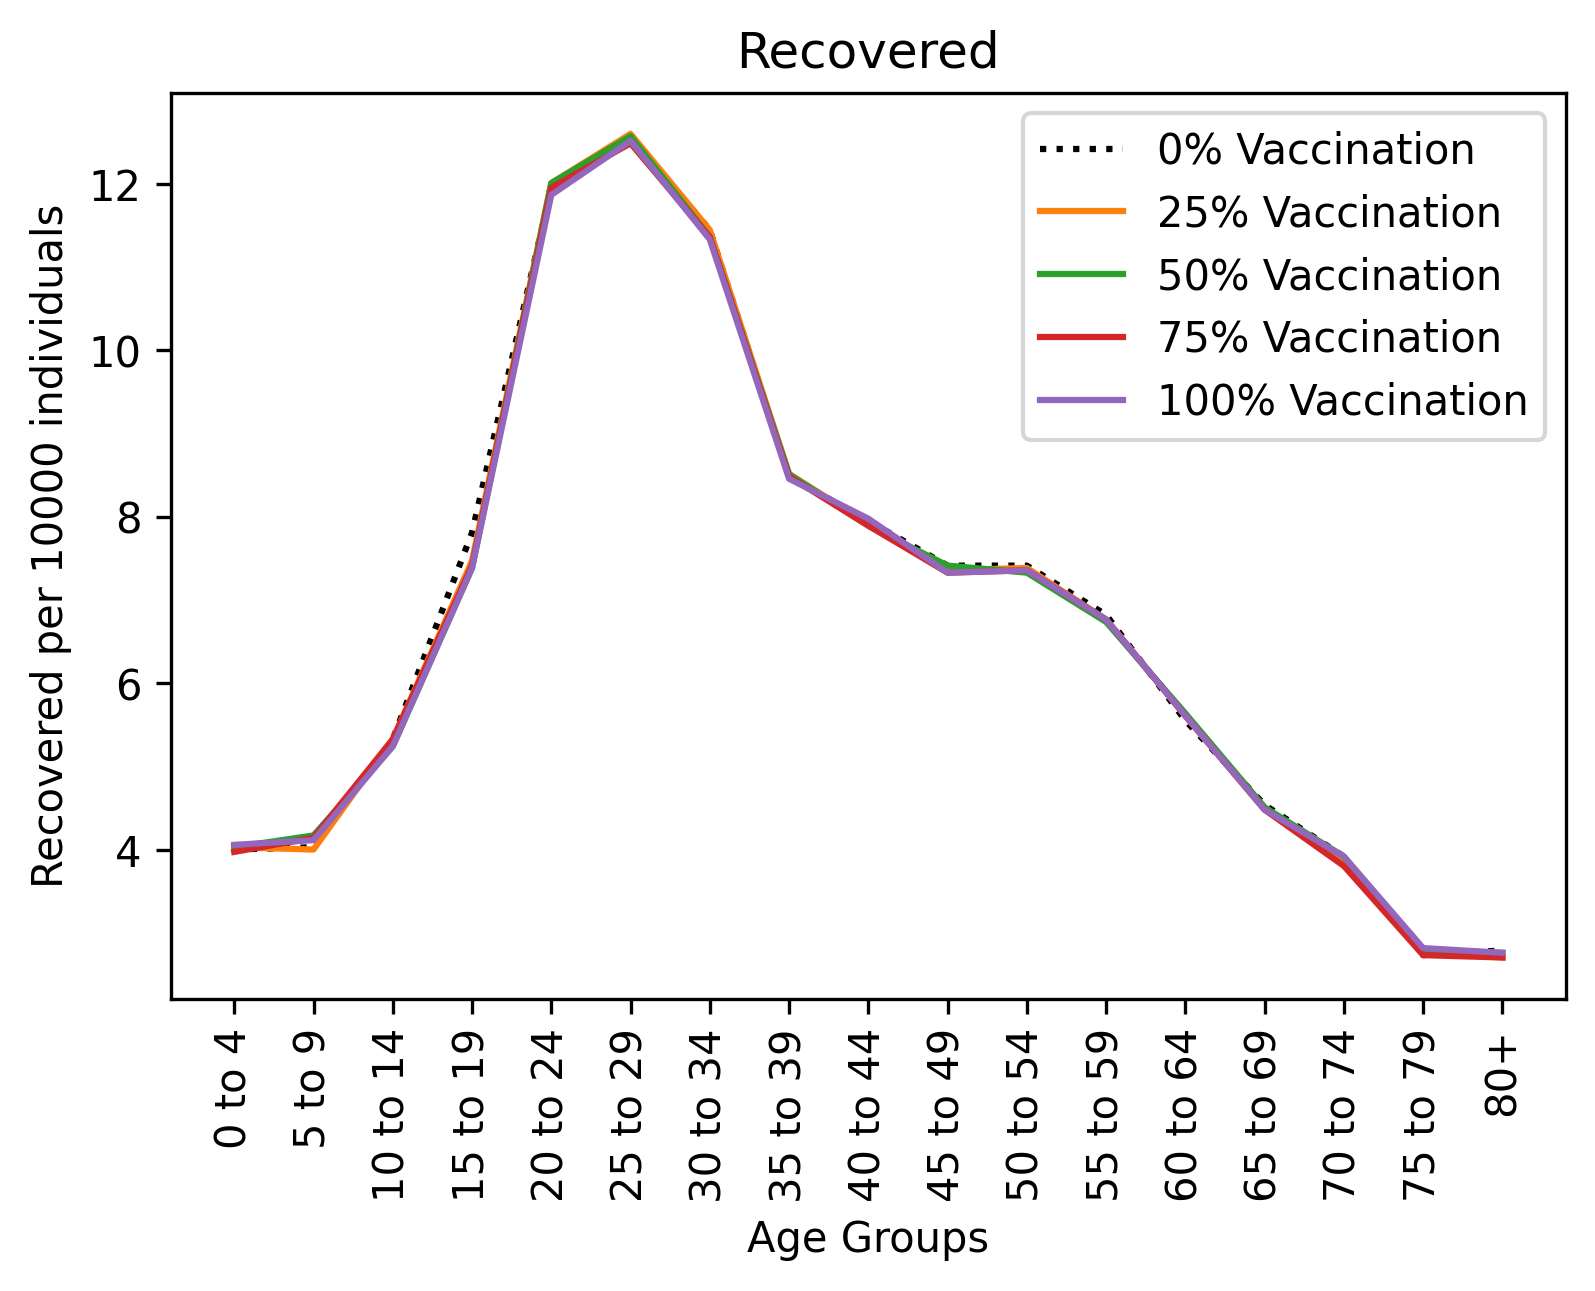 Recovered
Recovered per 10000 individuals
12
10
8
6
4
0% Vaccination
25% Vaccination
50% Vaccination
75% Vaccination
100% Vaccination
0 to 4
5 to 9
10 to 14
15 to 19
20 to 24
25 to 29
30 to 34
35 to 39
40 to 44
45 to 49
50 to 54
55 to 59
60 to 64
65 to 69
70 to 74
75 to 79
80+
Age Groups